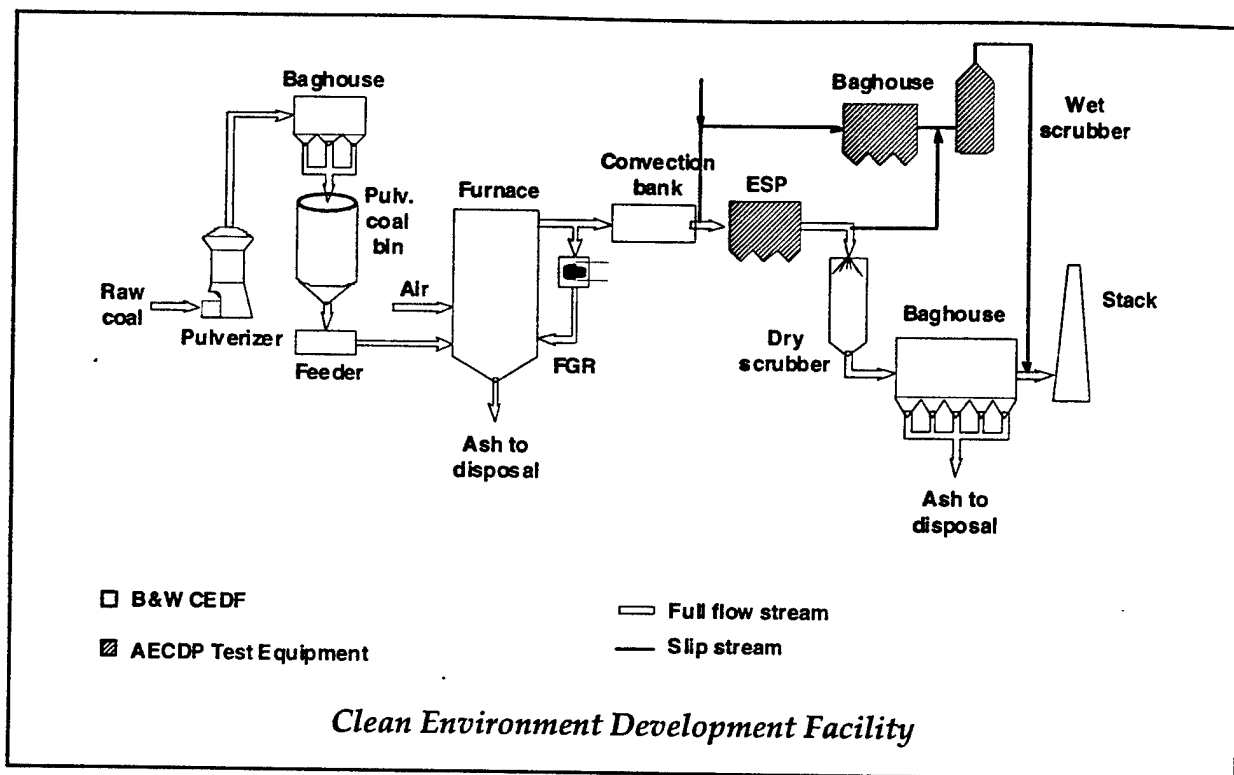 Baghouse
Pulv.
coal
bin
Raw
coal
Pulverizer
Feeder
Air
Furnace
FGR
Ash to
disposal
Convection
bank
ESP
Baghouse
Wet
scrubber
Dry
scrubber
Baghouse
Stack
Ash to
disposal
B&W CEDF
AECDP Test Equipment
Full flow stream
Slip stream
Clean Environment Development Facility